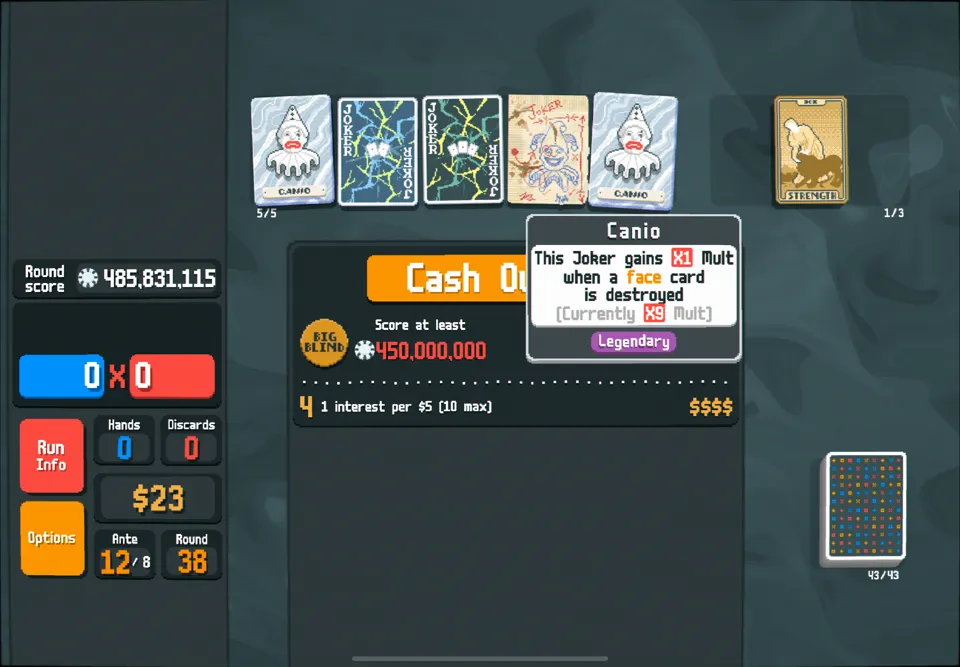 CANIO
JOKER
JOKER
JOKER
JOKER
JOKER
CANIO
XI
STRENGTH
5/5
1/3
Canio
This Joker gains X1 Mult
when a face card
is destroyed
(Currently X9 Mult)
Legendary
Round
score
485,831,115
0 X 0
Cash Ou
BIG
BLIND
Score at least
450,000,000
4 1 interest per $5 (10 max)
$$$$
Run
Info
Hands
0
Discards
0
$23
Options
Ante
12/8
Round
38
43/43